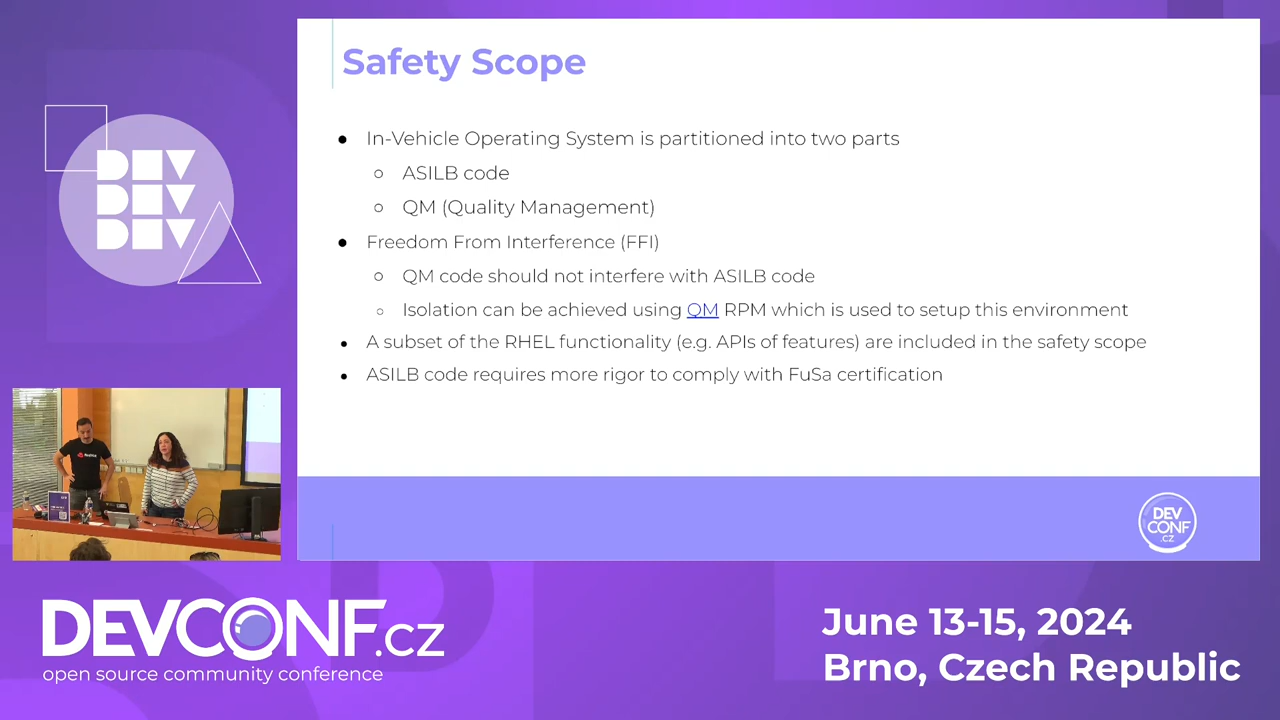 Safety Scope
In-Vehicle Operating System is partitioned into two parts
ASILB code
QM (Quality Management)
Freedom From Interference (FFI)
QM code should not interfere with ASILB code
Isolation can be achieved using QM RPM which is used to setup this environment
A subset of the RHEL functionality (e.g. APIs of features) are included in the safety scope
ASILB code requires more rigor to comply with FuSa certification
DEV
DEV
DEV
DEV
CONF
.CZ
DEVCONF.cz
open source community conference
June 13-15, 2024
Brno, Czech Republic